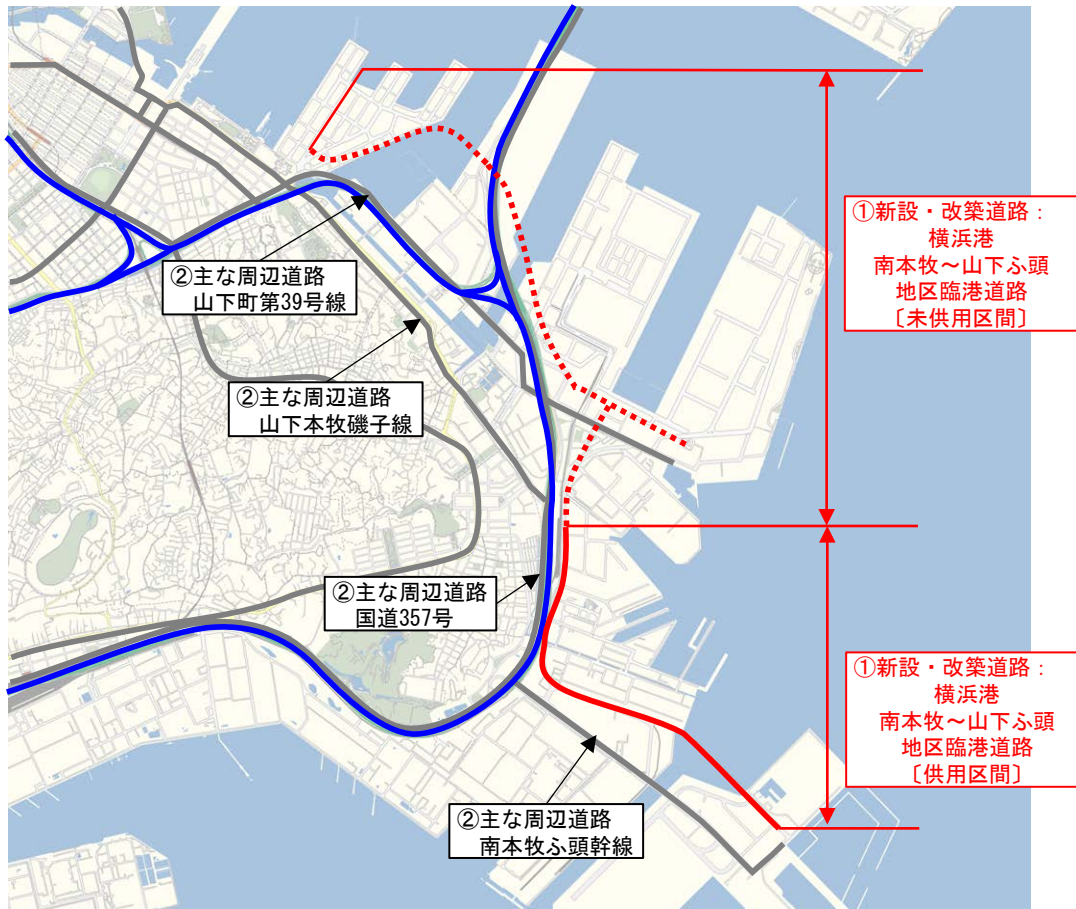 ①新設・改築道路：
横浜港
南本牧～山下ふ頭
地区臨港道路
〔未供用区間〕
②主な周辺道路
山下町第39号線
②主な周辺道路
山下本牧磯子線
②主な周辺道路
国道357号
①新設・改築道路：
横浜港
南本牧～山下ふ頭
地区臨港道路
〔供用区間〕
②主な周辺道路
南本牧ふ頭幹線